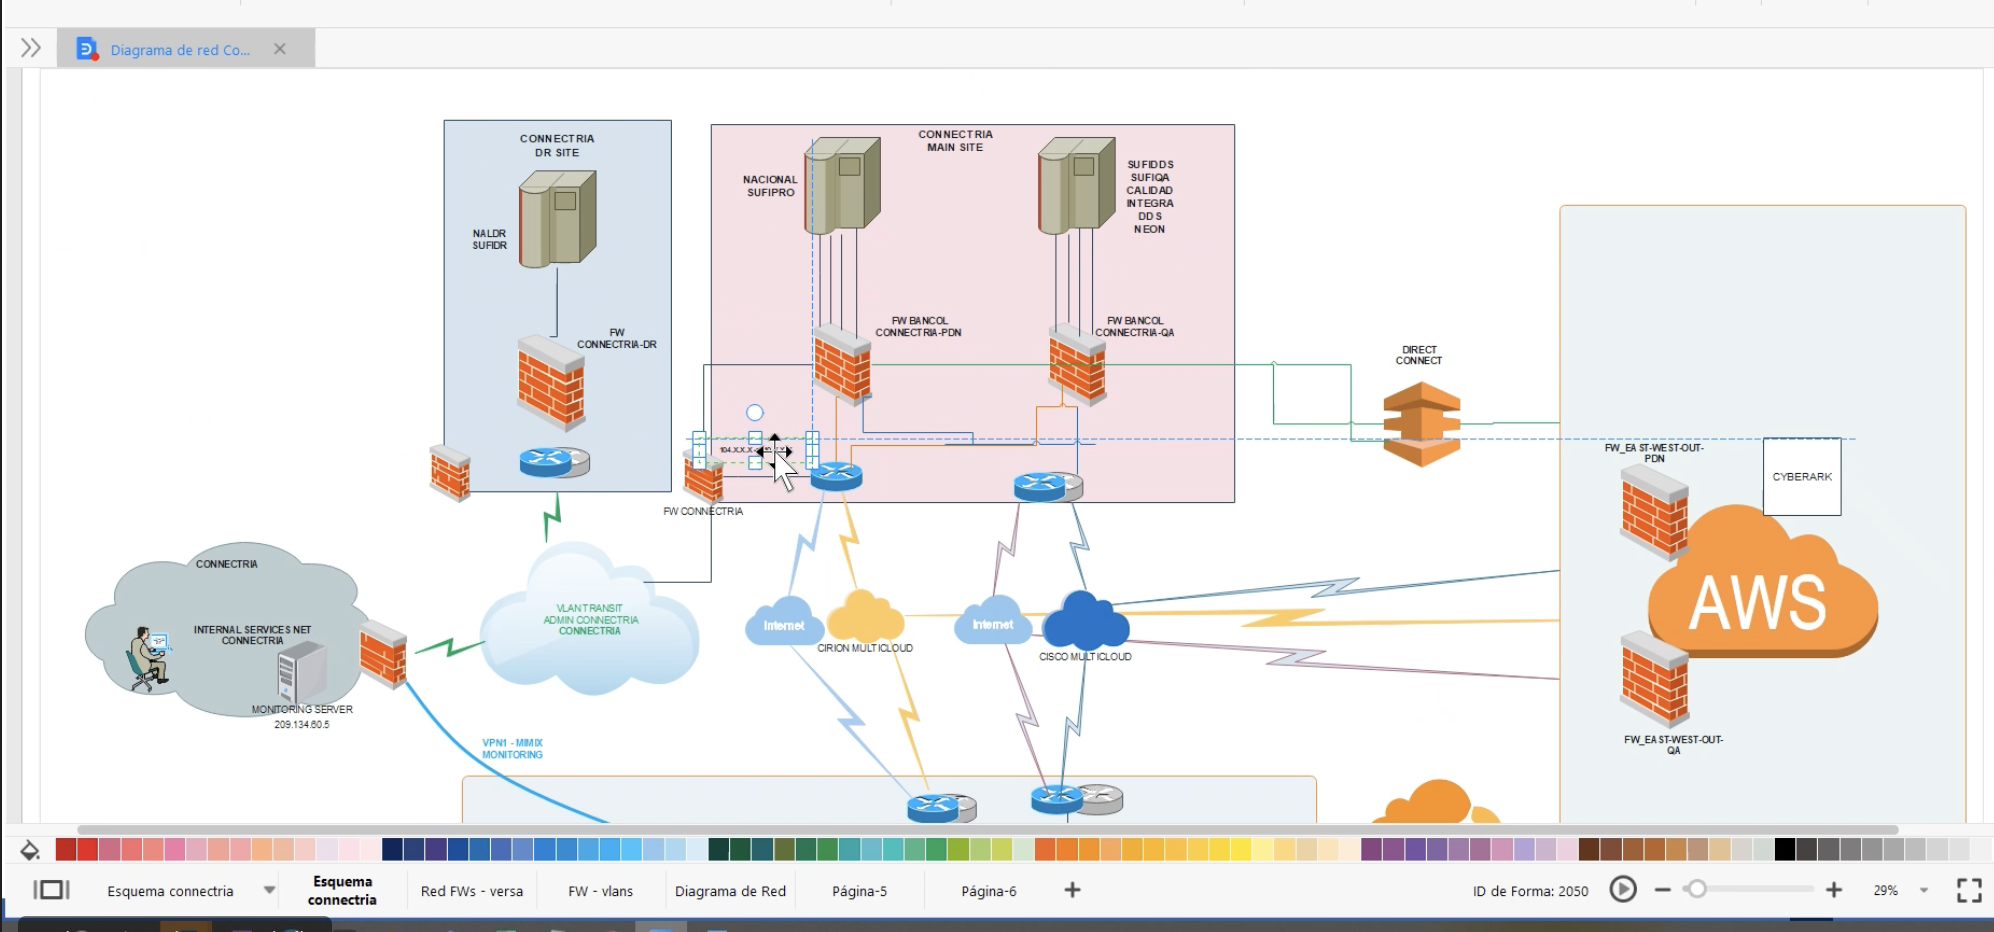 Diagrama de red Co...
CONNECTRIA
DR SITE
CONNECTRIA
MAIN SITE
NACIONAL
SUFIPRO
SUFIDDS
SUFIQA
CALIDAD
INTEGRA
DDS
NEON
NALDR
SUFIDR
FW
CONNECTRIA-DR
FW BANCOL
CONNECTRIA-PDN
FW BANCOL
CONNECTRIA-QA
DIRECT
CONNECT
FW_EAST-WEST-OUT-
PDN
CYBERARK
104.X.X.X
FW CONNECTRIA
CONNECTRIA
INTERNAL SERVICES NET
CONNECTRIA
MONITORING SERVER
209.134.60.5
VLAN TRANSIT
ADMIN CONNECTRIA
CONNECTRIA
Internet
CIRION MULTICLOUD
Internet
CISCO MULTICLOUD
AWS
FW_EAST-WEST-OUT-
QA
VPN1 - MIMIX
MONITORING
Esquema connectria
Esquema
connectria
Red FWs - versa
FW - vlans
Diagrama de Red
Página-5
Página-6
ID de Forma: 2050
29%